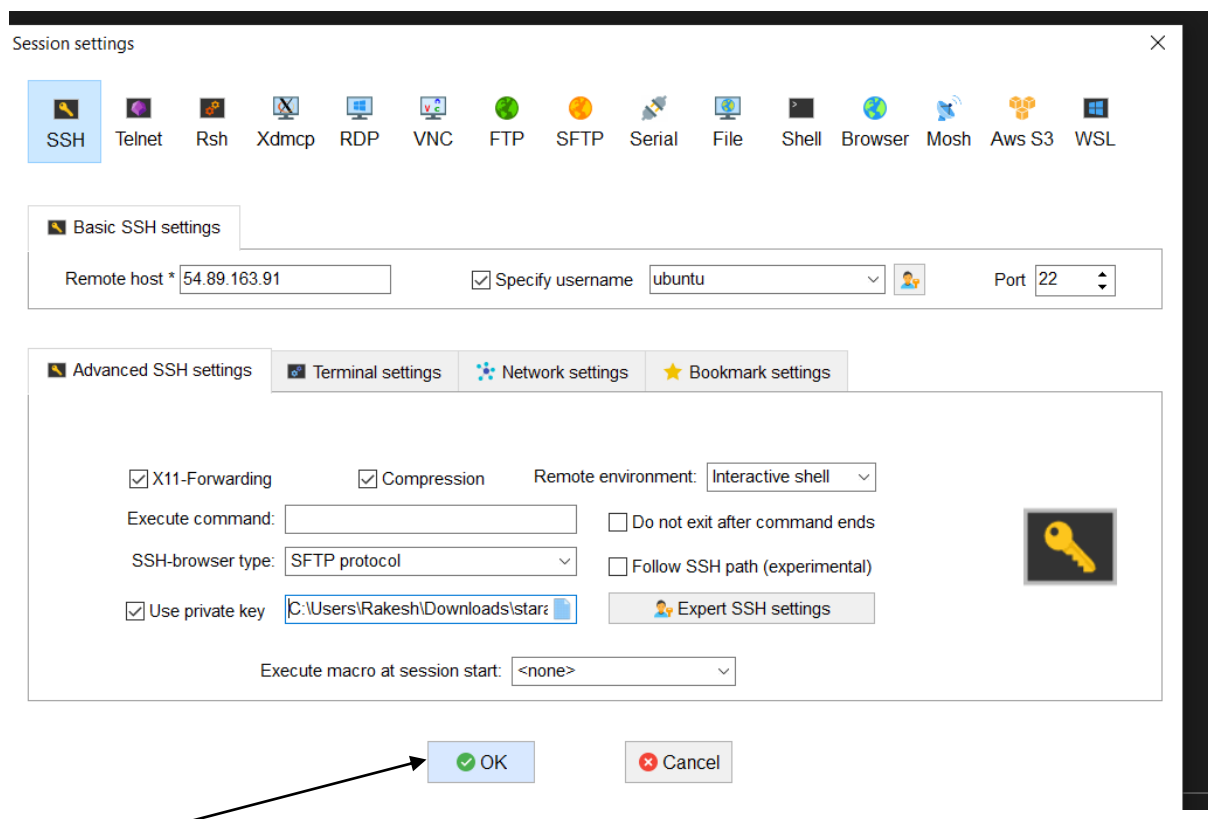 Session settings
SSH Telnet Rsh Xdmcp RDP VNC FTP SFTP Serial File Shell Browser Mosh Aws S3 WSL
Basic SSH settings
Remote host * 54.89.163.91 Specify username ubuntu Port 22
Advanced SSH settings Terminal settings Network settings Bookmark settings
X11-Forwarding Compression Remote environment: Interactive shell
Execute command: Do not exit after command ends
SSH-browser type: SFTP protocol Follow SSH path (experimental)
Use private key C:\Users\Rakesh\Downloads\stara Expert SSH settings
Execute macro at session start: <none>
OK Cancel